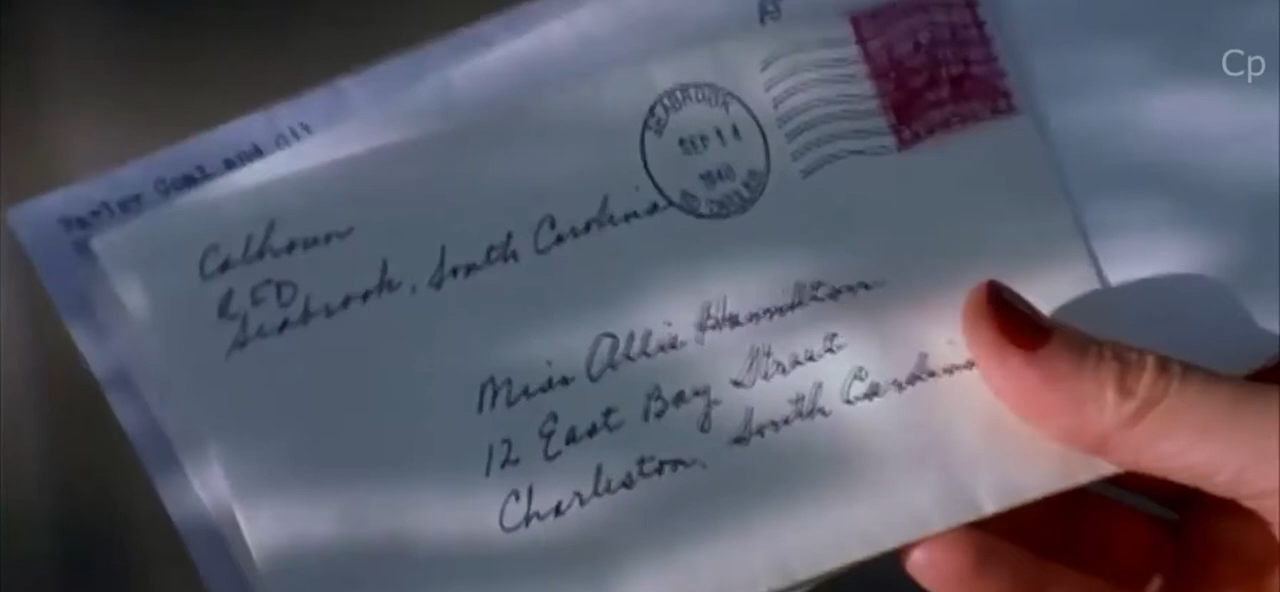 Cp
Calhoun
RFD
Seabrook, South Carolina
SEABROOK
SEP 14
1940
Miss Allie Hamilton
12 East Bay Street
Charleston, South Carolina